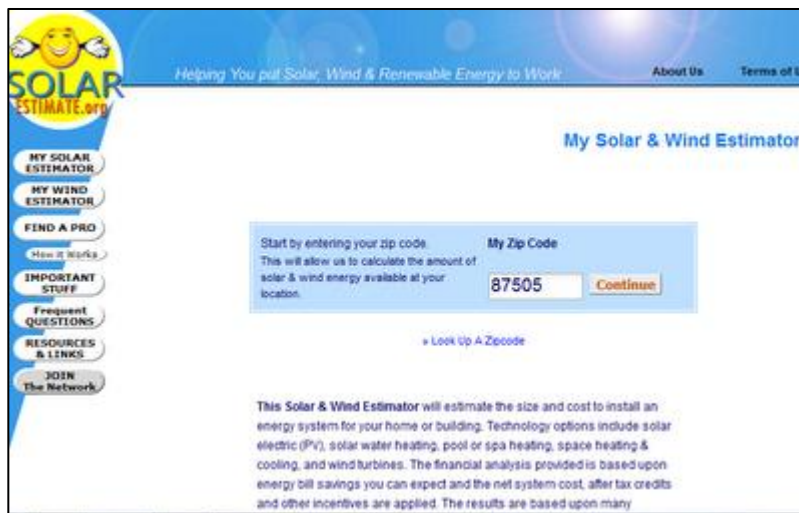 SOLAR
ESTIMATE.org
Helping You put Solar, Wind & Renewable Energy to Work
About Us
Terms of
My Solar & Wind Estimator
MY SOLAR
ESTIMATOR
MY WIND
ESTIMATOR
FIND A PRO
How it Works
IMPORTANT
STUFF
Frequent
QUESTIONS
RESOURCES
& LINKS
JOIN
The Network
Start by entering your zip code.
This will allow us to calculate the amount of
solar & wind energy available at your
location.
My Zip Code
87505
Continue
» Look Up A Zipcode
This Solar & Wind Estimator will estimate the size and cost to install an
energy system for your home or building. Technology options include solar
electric (PV), solar water heating, pool or spa heating, space heating &
cooling, and wind turbines. The financial analysis provided is based upon
energy bill savings you can expect and the net system cost, after tax credits
and other incentives are applied. The results are based upon many